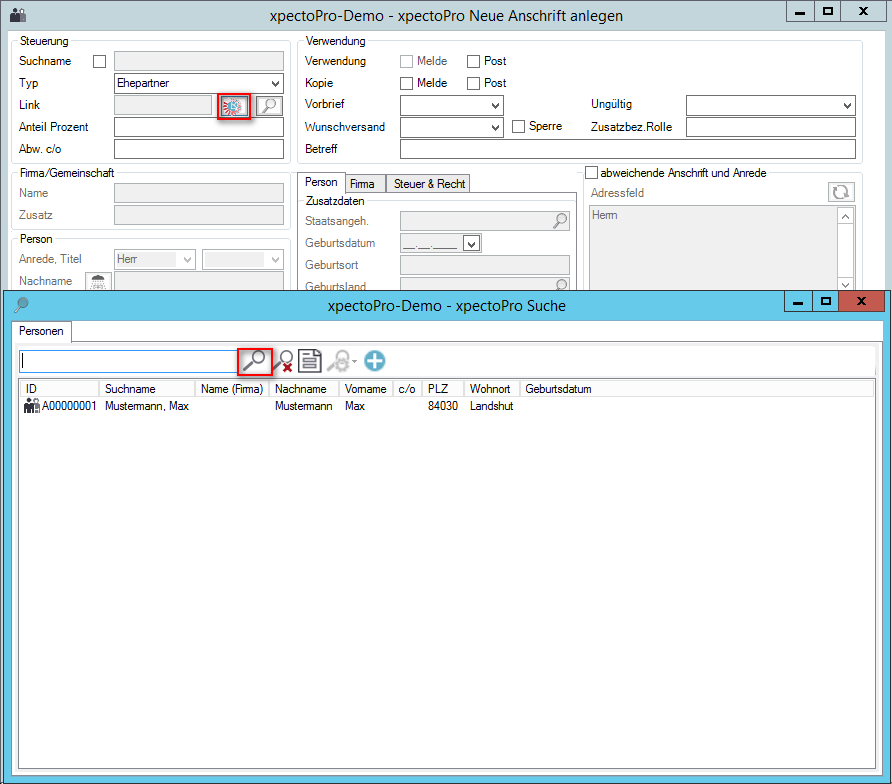 xpectoPro-Demo - xpectoPro Neue Anschrift anlegen
Steuerung
Suchname
Typ Ehepartner
Link
Anteil Prozent
Abw. c/o
Verwendung
Verwendung Melde Post
Kopie Melde Post
Vorbrief Ungültig
Wunschversand Sperre Zusatzbez.Rolle
Betreff
Firma/Gemeinschaft
Name
Zusatz
Person
Anrede, Titel Herr
Nachname
Person Firma Steuer & Recht
Zusatzdaten
Staatsangeh.
Geburtsdatum __.__.____
Geburtsort
Geburtsland
abweichende Anschrift und Anrede
Adressfeld
Herrn
xpectoPro-Demo - xpectoPro Suche
Personen
ID Suchname Name (Firma) Nachname Vorname c/o PLZ Wohnort Geburtsdatum
A00000001 Mustermann, Max Mustermann Max 84030 Landshut